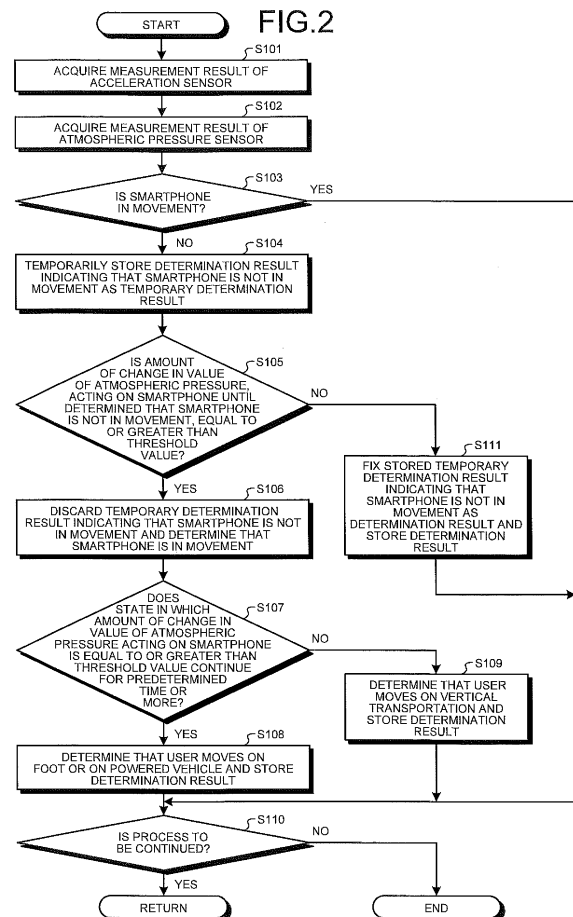 START
FIG.2
S101
ACQUIRE MEASUREMENT RESULT OF
ACCELERATION SENSOR
S102
ACQUIRE MEASUREMENT RESULT OF
ATMOSPHERIC PRESSURE SENSOR
S103
IS SMARTPHONE
IN MOVEMENT?
YES
NO
S104
TEMPORARILY STORE DETERMINATION RESULT
INDICATING THAT SMARTPHONE IS NOT IN
MOVEMENT AS TEMPORARY DETERMINATION
RESULT
S105
IS AMOUNT
OF CHANGE IN VALUE
OF ATMOSPHERIC PRESSURE,
ACTING ON SMARTPHONE UNTIL
DETERMINED THAT SMARTPHONE
IS NOT IN MOVEMENT, EQUAL TO
OR GREATER THAN
THRESHOLD
VALUE?
NO
YES
S111
FIX STORED TEMPORARY
DETERMINATION RESULT
INDICATING THAT
SMARTPHONE IS NOT IN
MOVEMENT AS
DETERMINATION RESULT AND
STORE DETERMINATION
RESULT
S106
DISCARD TEMPORARY DETERMINATION
RESULT INDICATING THAT SMARTPHONE IS NOT
IN MOVEMENT AND DETERMINE THAT
SMARTPHONE IS IN MOVEMENT
S107
DOES
STATE IN WHICH
AMOUNT OF CHANGE IN
VALUE OF ATMOSPHERIC
PRESSURE ACTING ON SMARTPHONE
IS EQUAL TO OR GREATER THAN
THRESHOLD VALUE CONTINUE
FOR PREDETERMINED
TIME OR
MORE?
NO
YES
S109
DETERMINE THAT USER
MOVES ON VERTICAL
TRANSPORTATION AND
STORE DETERMINATION
RESULT
S108
DETERMINE THAT USER MOVES ON
FOOT OR ON POWERED VEHICLE AND STORE
DETERMINATION RESULT
S110
IS PROCESS TO
BE CONTINUED?
NO
YES
RETURN
END